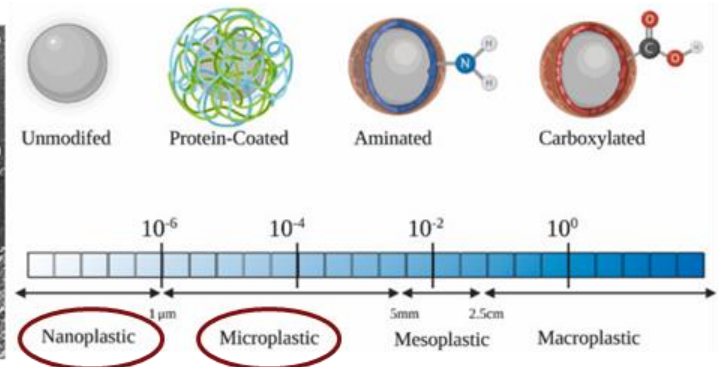 Unmodifed
Protein-Coated
Aminated
Carboxylated
N
H
H
O
C
O
H
10-6
10-4
10-2
100
1 μm
5mm
2.5cm
Nanoplastic
Microplastic
Mesoplastic
Macroplastic